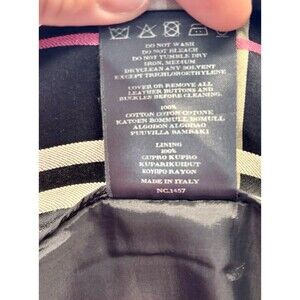 DO NOT WASH
DO NOT BLEACH
DO NOT TUMBLE DRY
IRON, MEDIUM
DRYCLEAN ANY SOLVENT
EXCEPT TRICHLOROETHYLENE
COVER OR REMOVE ALL
LEATHER BUTTONS AND
BUCKLES BEFORE CLEANING.
100%
COTTON COTON COTONE
KATOEN BOMULL BOMULL
ALGODON ALGODAO
PUUVILLA BAMBAKI
LINING
100%
CUPRO KUPRO
KUPARIKUIDUT
ΚΟΥΠΡΟ RAYON
MADE IN ITALY
NC.1457